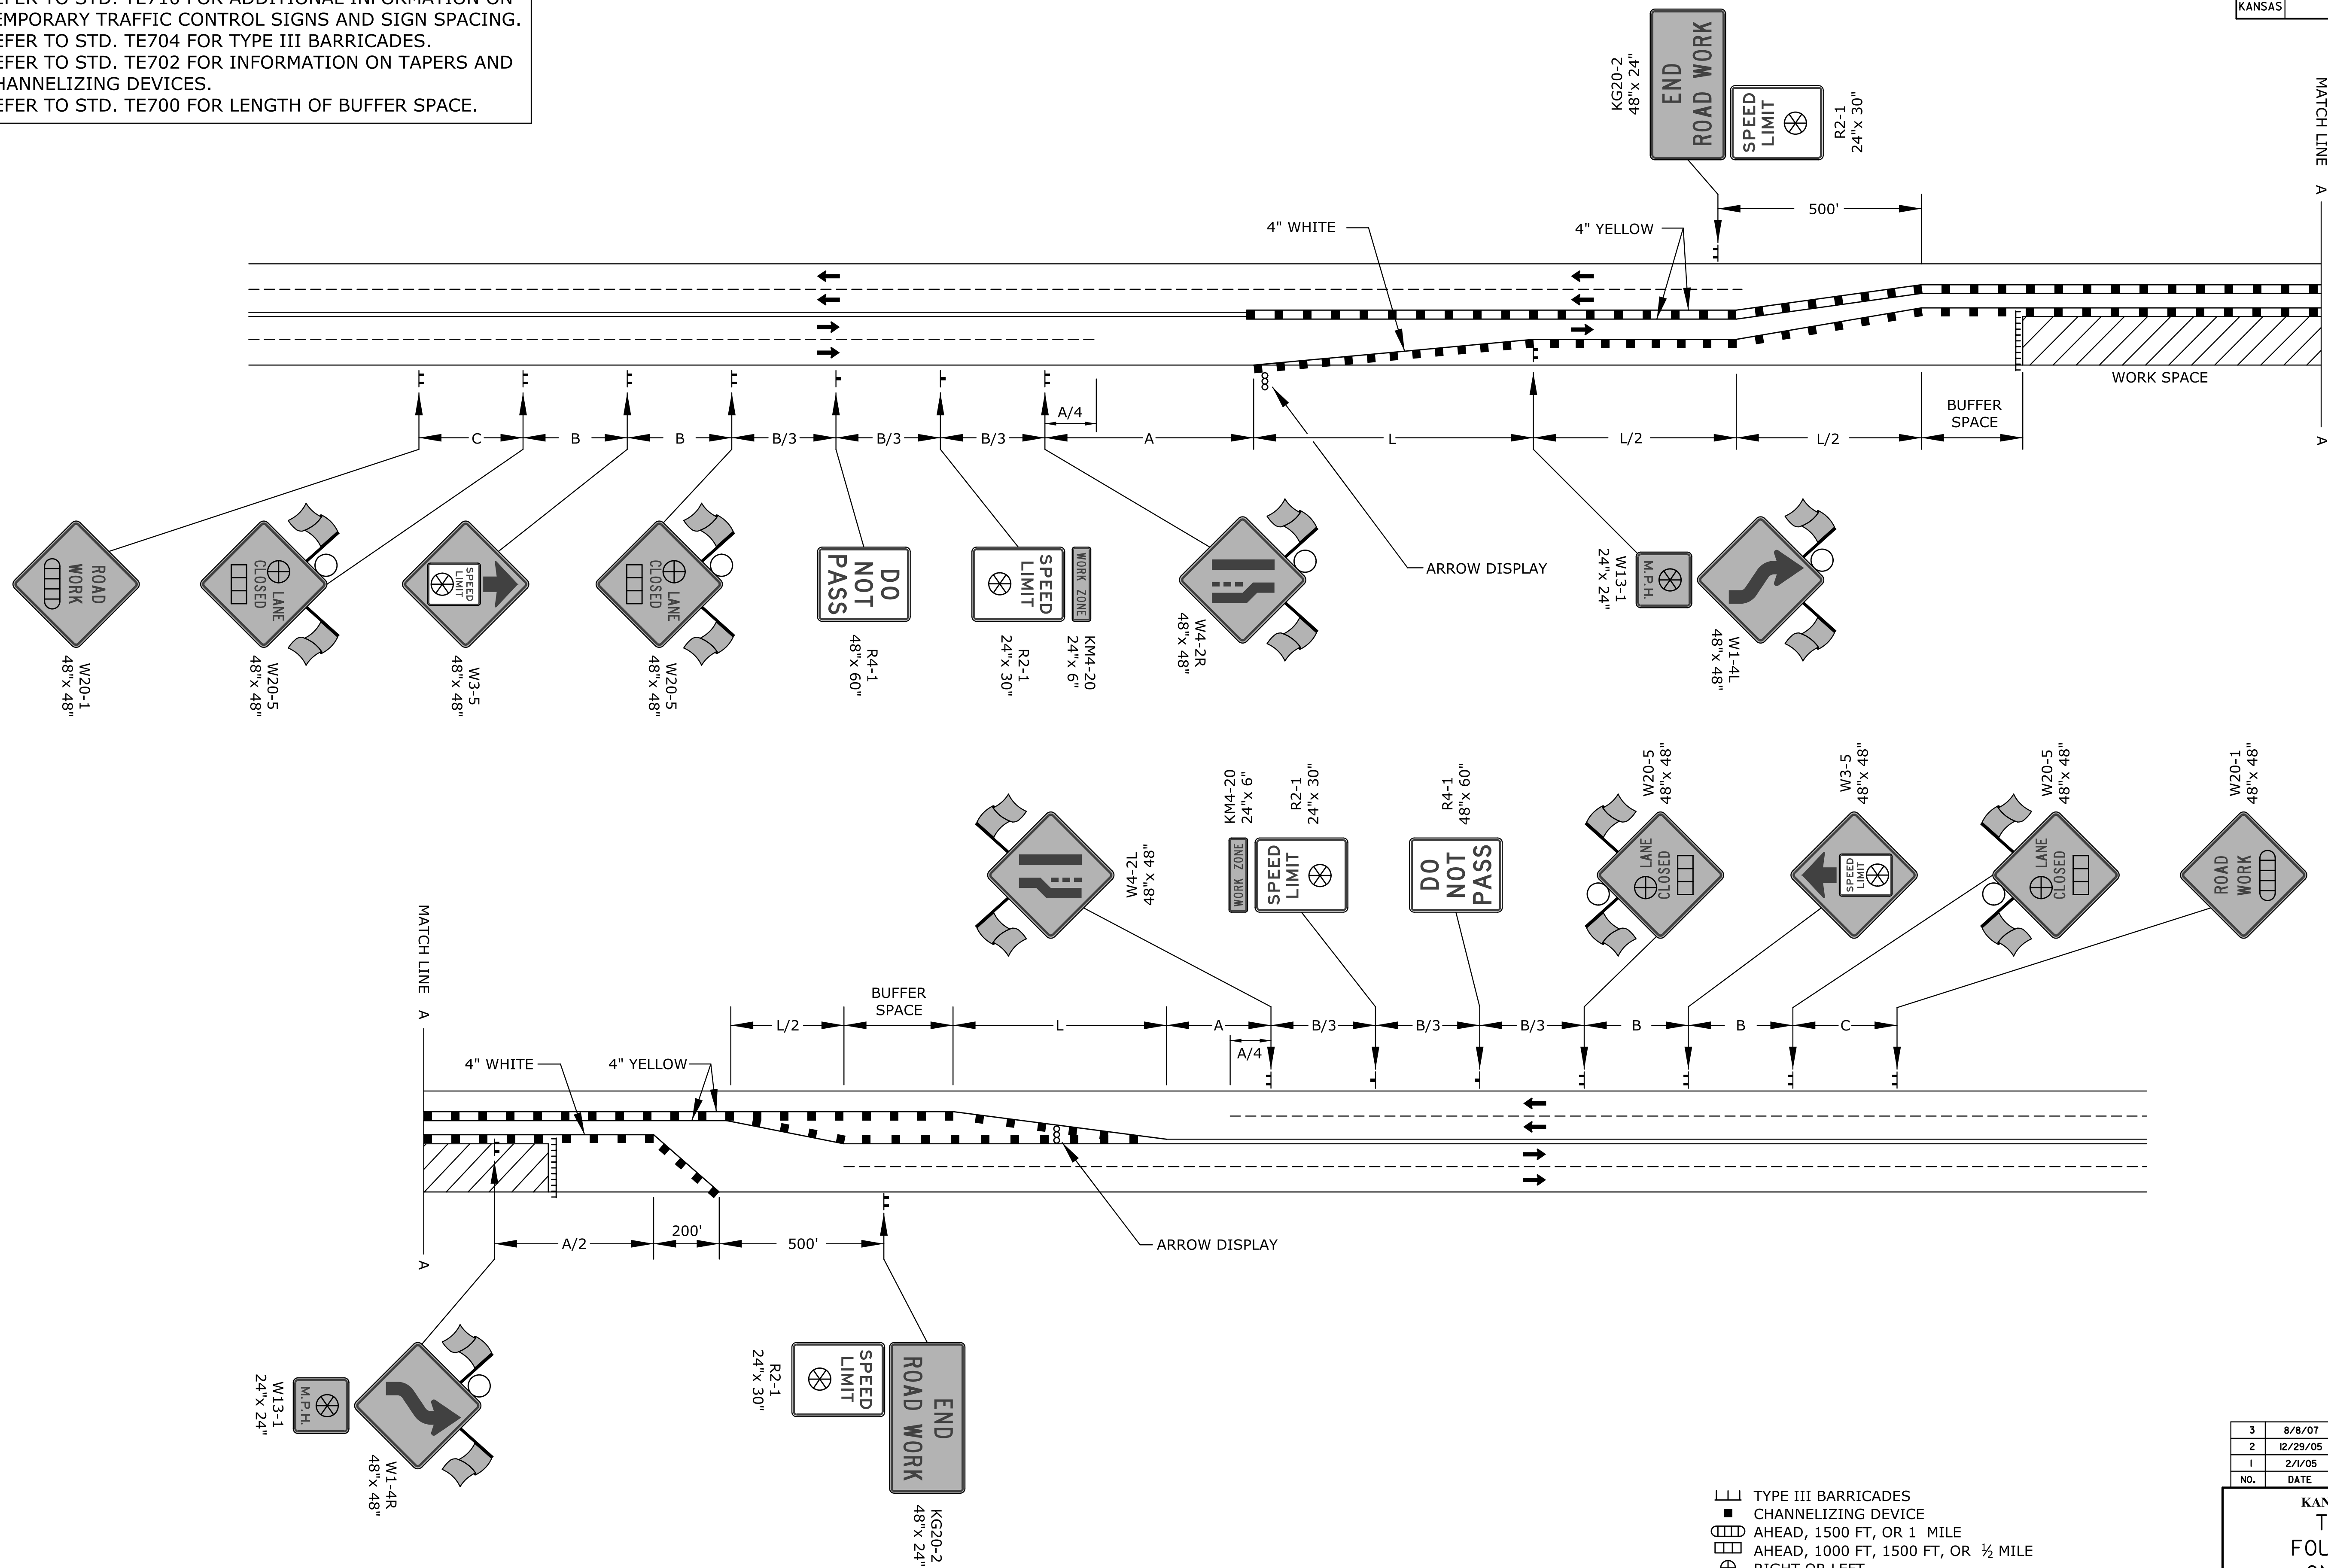 EFER TO STD. TE710 FOR ADDITIONAL INFORMATION ON
EMPORARY TRAFFIC CONTROL SIGNS AND SIGN SPACING.
EFER TO STD. TE704 FOR TYPE III BARRICADES.
EFER TO STD. TE702 FOR INFORMATION ON TAPERS AND
HANNELIZING DEVICES.
EFER TO STD. TE700 FOR LENGTH OF BUFFER SPACE.
KANSAS
KG20-2
48"x 24"
END
ROAD WORK
SPEED
LIMIT
R2-1
24"x 30"
MATCH LINE A
A
500'
4" WHITE
4" YELLOW
WORK SPACE
BUFFER
SPACE
A/4
C
B
B
B/3
B/3
B/3
A
L
L/2
L/2
ARROW DISPLAY
ROAD
WORK
W20-1
48"x 48"
LANE
CLOSED
W20-5
48"x 48"
SPEED
LIMIT
W3-5
48"x 48"
LANE
CLOSED
W20-5
48"x 48"
DO
NOT
PASS
R4-1
48"x 60"
WORK ZONE
SPEED
LIMIT
KM4-20
24"x 6"
R2-1
24"x 30"
W4-2R
48"x 48"
W13-1
24"x 24"
M.P.H.
W1-4L
48"x 48"
W4-2L
48"x 48"
KM4-20
24"x 6"
R2-1
24"x 30"
WORK ZONE
SPEED
LIMIT
R4-1
48"x 60"
DO
NOT
PASS
W20-5
48"x 48"
LANE
CLOSED
W3-5
48"x 48"
SPEED
LIMIT
W20-5
48"x 48"
LANE
CLOSED
W20-1
48"x 48"
ROAD
WORK
MATCH LINE A
A
L/2
BUFFER
SPACE
L
A
B/3
B/3
B/3
B
B
C
A/4
4" WHITE
4" YELLOW
A/2
200'
500'
ARROW DISPLAY
W13-1
24"x 24"
M.P.H.
W1-4R
48"x 48"
R2-1
24"x 30"
SPEED
LIMIT
END
ROAD WORK
KG20-2
48"x 24"
TYPE III BARRICADES
CHANNELIZING DEVICE
AHEAD, 1500 FT, OR 1 MILE
AHEAD, 1000 FT, 1500 FT, OR ½ MILE
RIGHT OR LEFT
3 8/8/07
2 12/29/05
1 2/1/05
NO. DATE
KAN
T
FOU